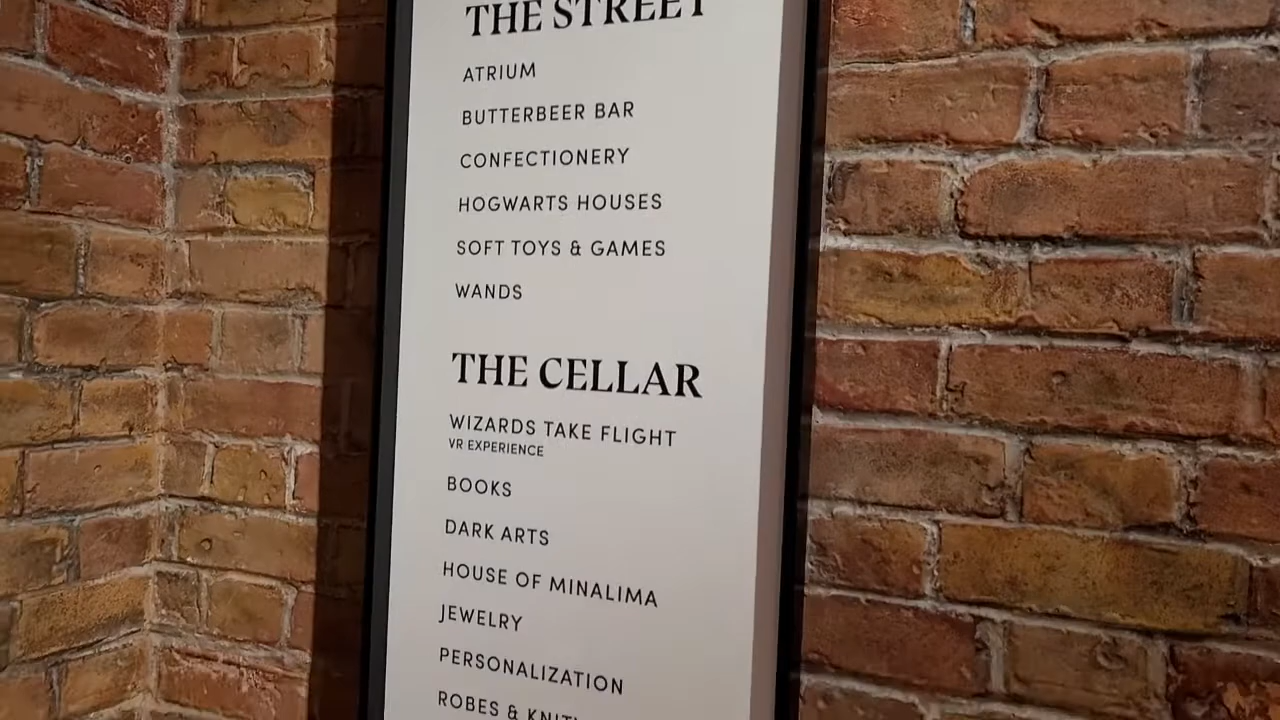 THE STREET
ATRIUM
BUTTERBEER BAR
CONFECTIONERY
HOGWARTS HOUSES
SOFT TOYS & GAMES
WANDS
THE CELLAR
WIZARDS TAKE FLIGHT
VR EXPERIENCE
BOOKS
DARK ARTS
HOUSE OF MINALIMA
JEWELRY
PERSONALIZATION
ROBES &